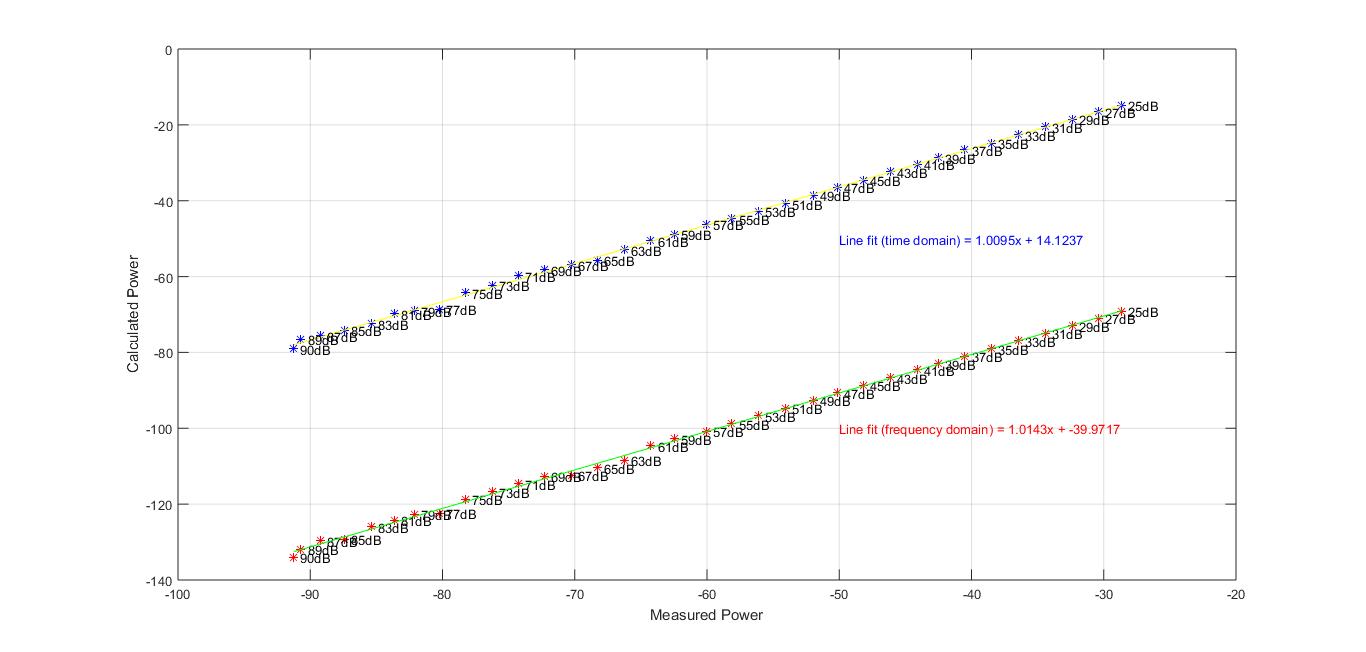 0
-20
-40
-60
-80
-100
-120
-140
Calculated Power
25dB
27dB
29dB
31dB
33dB
35dB
37dB
39dB
41dB
43dB
45dB
47dB
49dB
51dB
53dB
55dB
57dB
59dB
61dB
63dB
65dB
67dB
69dB
71dB
73dB
75dB
77dB
79dB
81dB
83dB
85dB
87dB
89dB
90dB
Line fit (time domain) = 1.0095x + 14.1237
25dB
27dB
29dB
31dB
33dB
35dB
37dB
39dB
41dB
43dB
45dB
47dB
49dB
51dB
53dB
55dB
57dB
59dB
61dB
63dB
65dB
67dB
69dB
71dB
73dB
75dB
77dB
79dB
81dB
83dB
85dB
87dB
89dB
90dB
Line fit (frequency domain) = 1.0143x + -39.9717
-100 -90 -80 -70 -60 -50 -40 -30 -20
Measured Power